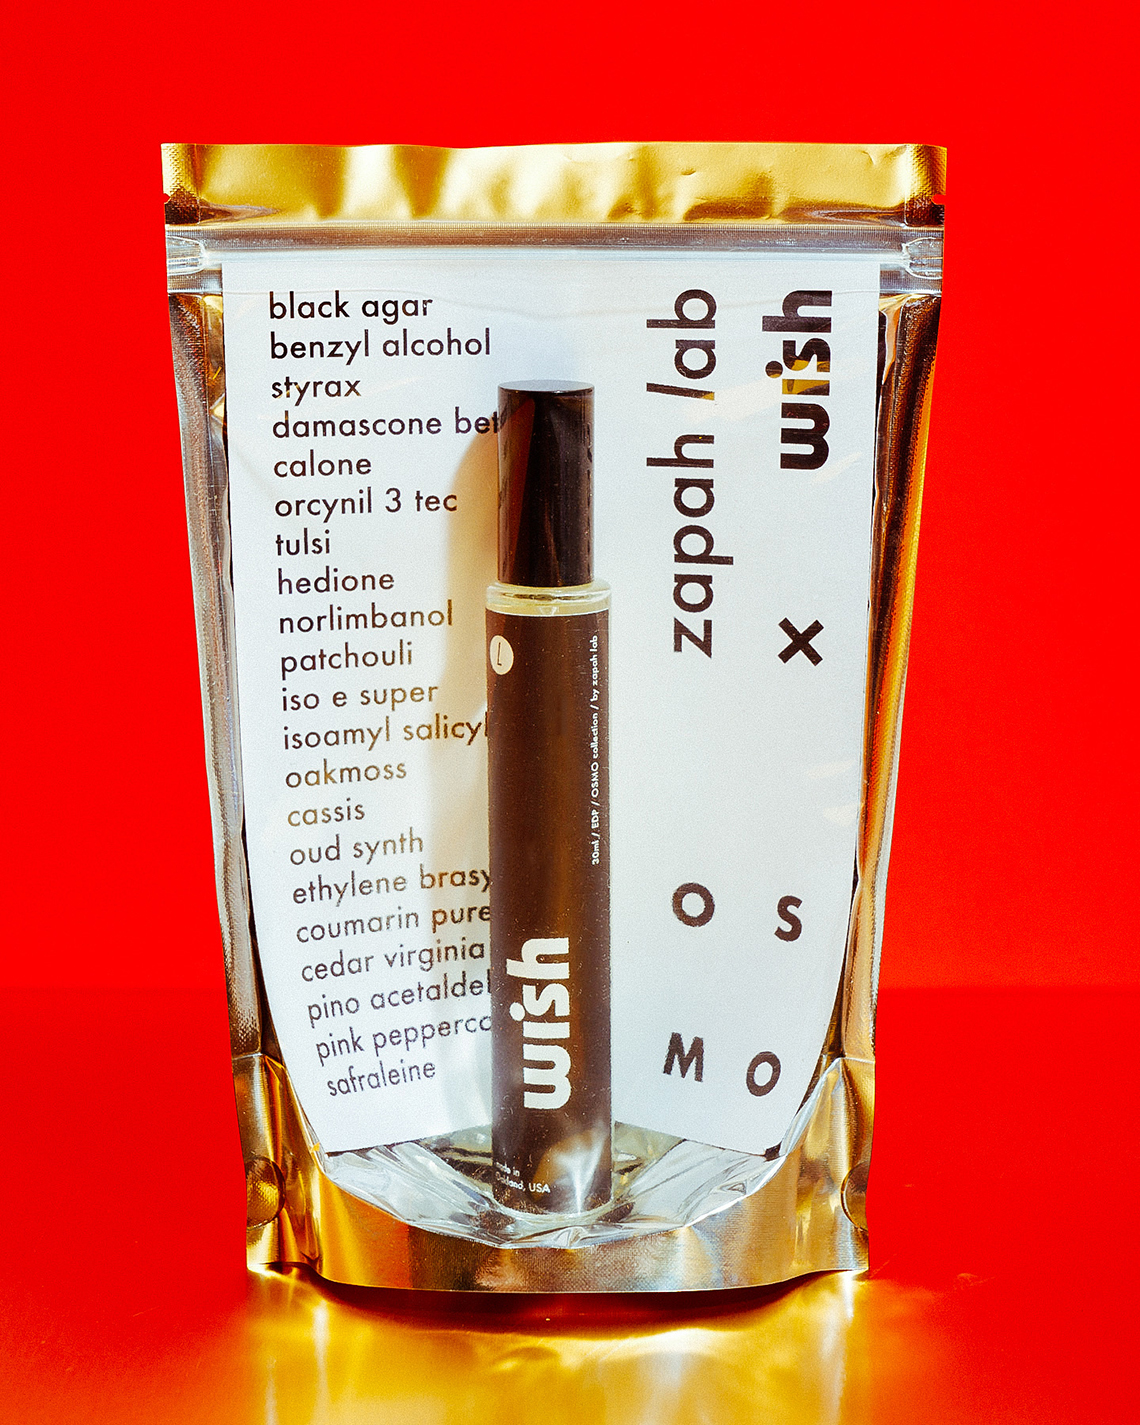 black agar
benzyl alcohol
styrax
damascone bet
calone
orcynil 3 tec
tulsi
hedione
norlimbanol
patchouli
iso e super
isoamyl salicyl
oakmoss
cassis
oud synth
ethylene brasy
coumarin pure
cedar virginia
pino acetaldeh
pink pepperco
safraleine
zapah lab
wish
x
O S
M O
L
30ml / EDP / OSMO collection / by zapah lab
wish
made in
Oakland, USA